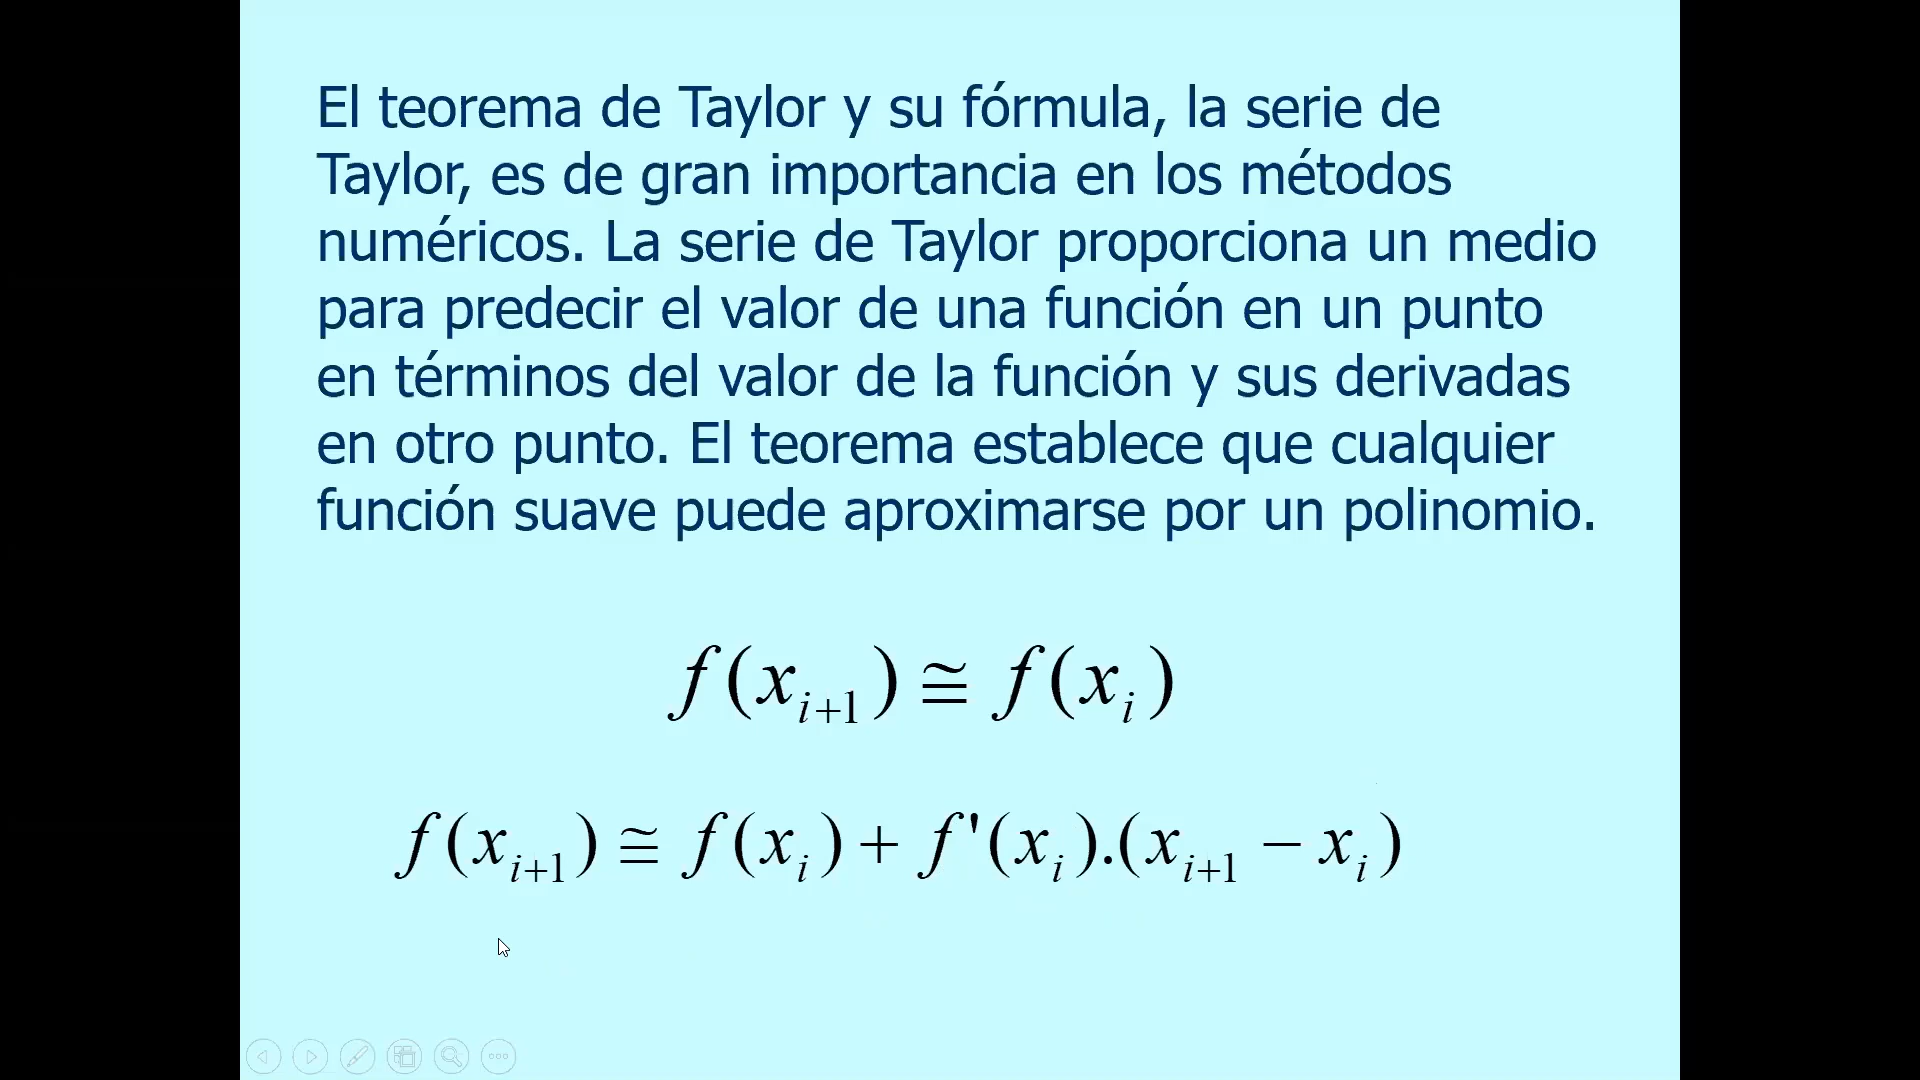 El teorema de Taylor y su fórmula, la serie de
Taylor, es de gran importancia en los métodos
numéricos. La serie de Taylor proporciona un medio
para predecir el valor de una función en un punto
en términos del valor de la función y sus derivadas
en otro punto. El teorema establece que cualquier
función suave puede aproximarse por un polinomio.
f(x_{i+1}) ≅ f(x_i)
f(x_{i+1}) ≅ f(x_i) + f'(x_i).(x_{i+1} − x_i)